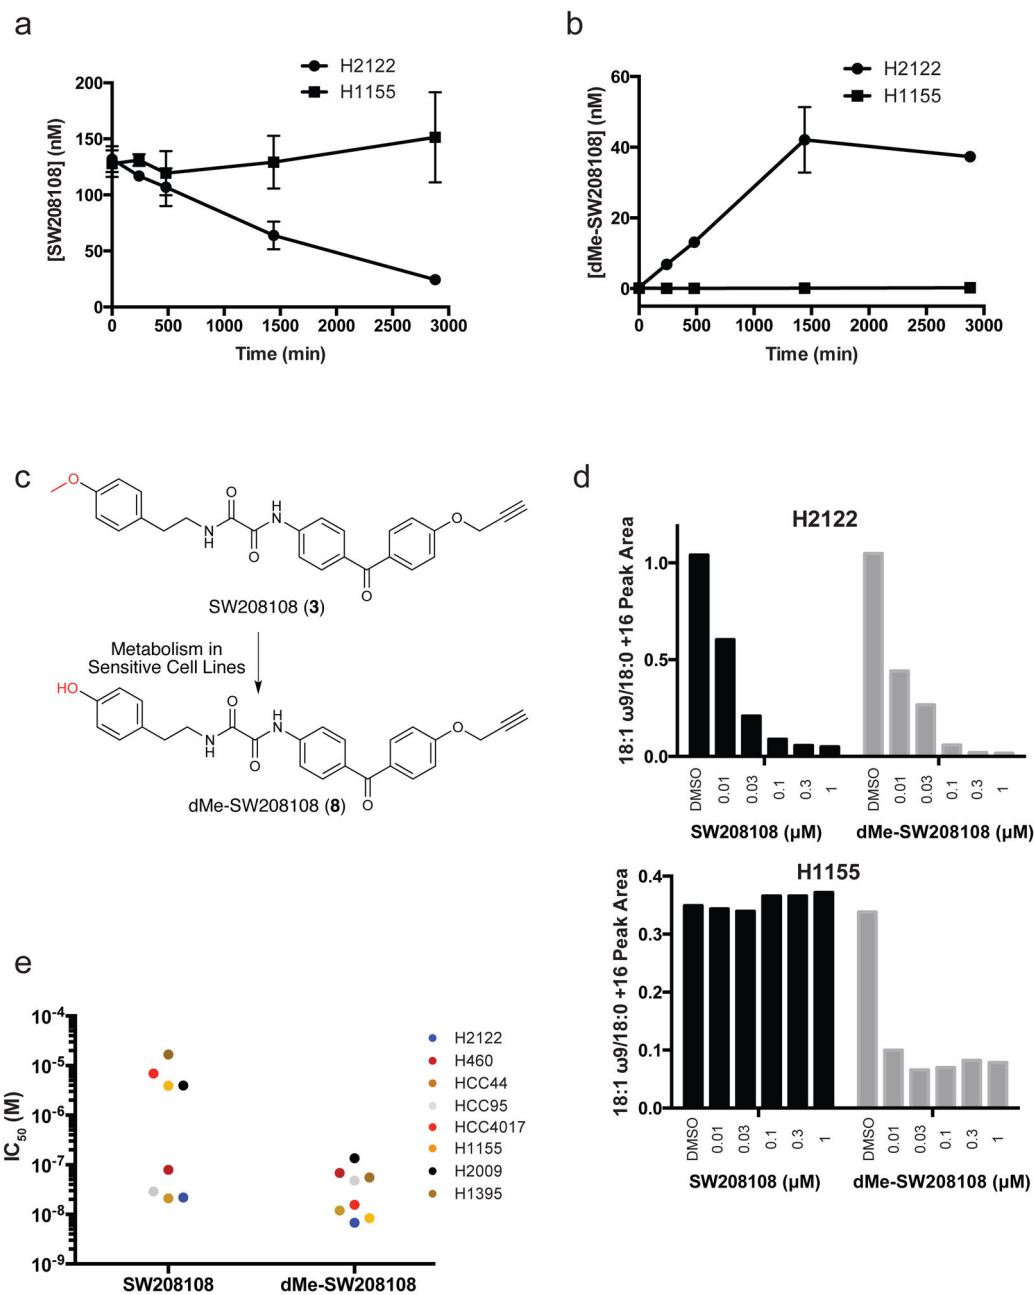 a
H2122
H1155
[SW208108] (nM)
200
150
100
50
0
0 500 1000 1500 2000 2500 3000
Time (min)
b
H2122
H1155
[dMe-SW208108] (nM)
60
40
20
0
0 500 1000 1500 2000 2500 3000
Time (min)
c
O
O
H
N
N
H
O
O
O
SW208108 (3)
Metabolism in
Sensitive Cell Lines
HO
O
H
N
N
H
O
O
O
dMe-SW208108 (8)
d
H2122
18:1 ω9/18:0 +16 Peak Area
1.0
0.5
0.0
DMSO 0.01 0.03 0.1 0.3 1 DMSO 0.01 0.03 0.1 0.3 1
SW208108 (µM) dMe-SW208108 (µM)
H1155
18:1 ω9/18:0 +16 Peak Area
0.4
0.3
0.2
0.1
0.0
DMSO 0.01 0.03 0.1 0.3 1 DMSO 0.01 0.03 0.1 0.3 1
SW208108 (µM) dMe-SW208108 (µM)
e
IC50 (M)
10-4
10-5
10-6
10-7
10-8
10-9
SW208108 dMe-SW208108
H2122
H460
HCC44
HCC95
HCC4017
H1155
H2009
H1395